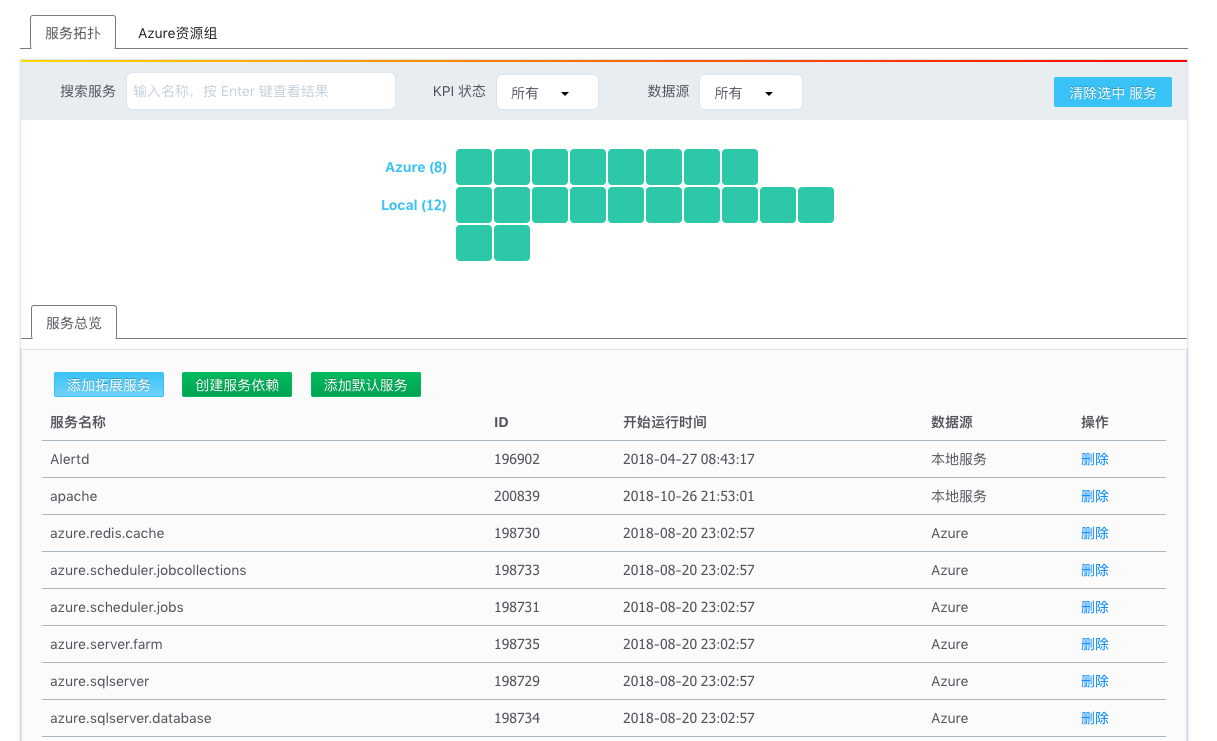 服务拓扑 Azure资源组
搜索服务 输入名称，按 Enter 键查看结果 KPI 状态 所有 数据源 所有 清除选中 服务
Azure (8)
Local (12)
服务总览
添加拓展服务 创建服务依赖 添加默认服务
服务名称 ID 开始运行时间 数据源 操作
Alertd 196902 2018-04-27 08:43:17 本地服务 删除
apache 200839 2018-10-26 21:53:01 本地服务 删除
azure.redis.cache 198730 2018-08-20 23:02:57 Azure 删除
azure.scheduler.jobcollections 198733 2018-08-20 23:02:57 Azure 删除
azure.scheduler.jobs 198731 2018-08-20 23:02:57 Azure 删除
azure.server.farm 198735 2018-08-20 23:02:57 Azure 删除
azure.sqlserver 198729 2018-08-20 23:02:57 Azure 删除
azure.sqlserver.database 198734 2018-08-20 23:02:57 Azure 删除